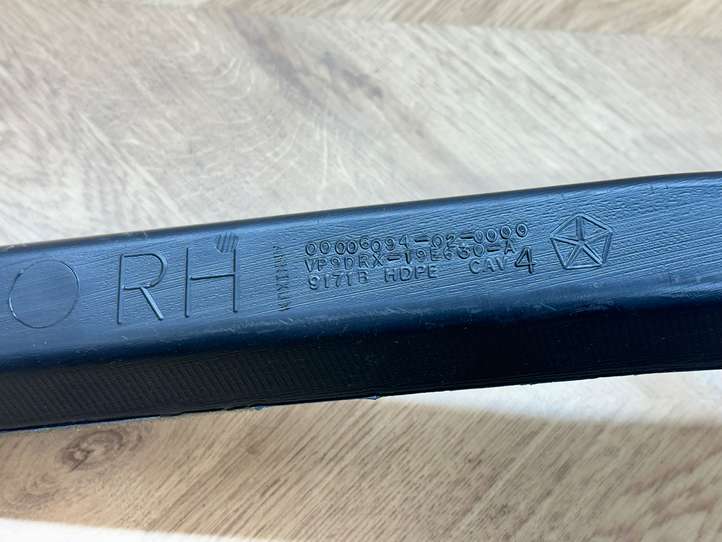 RH
00006094-02-0000
VP9DRX-19E630-A
9171B HDPE CAV 4